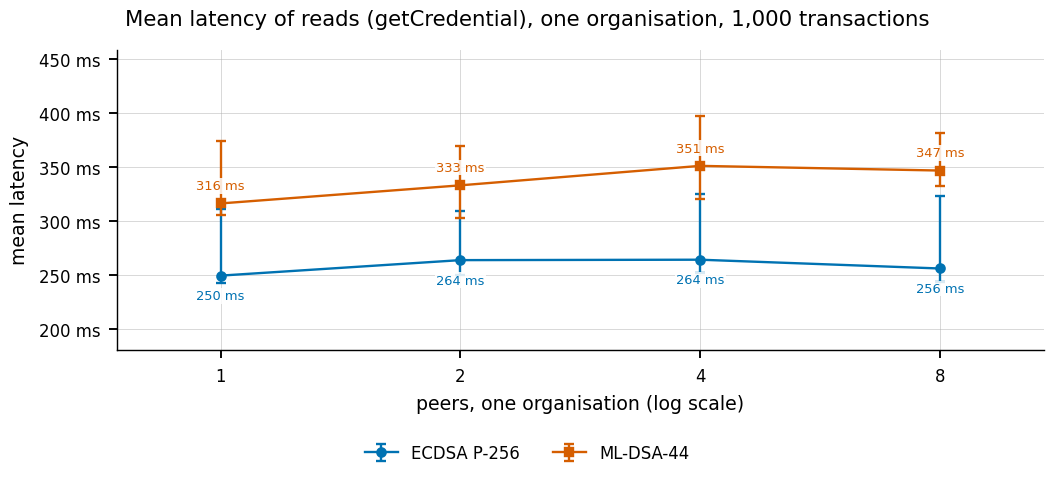 Mean latency of reads (getCredential), one organisation, 1,000 transactions
450 ms
400 ms
350 ms
300 ms
250 ms
200 ms
mean latency
316 ms
333 ms
351 ms
347 ms
250 ms
264 ms
264 ms
256 ms
1
2
4
8
peers, one organisation (log scale)
ECDSA P-256
ML-DSA-44